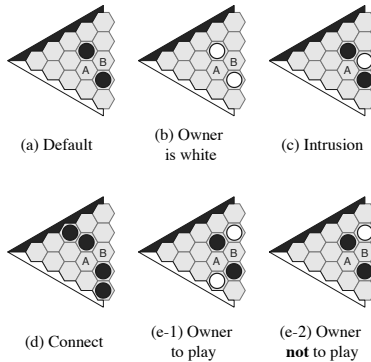 B
A
B
A
A
(a) Default
(b) Owner
is white
(c) Intrusion
B
A
B
A
B
A
(d) Connect
(e-1) Owner
to play
(e-2) Owner
not to play